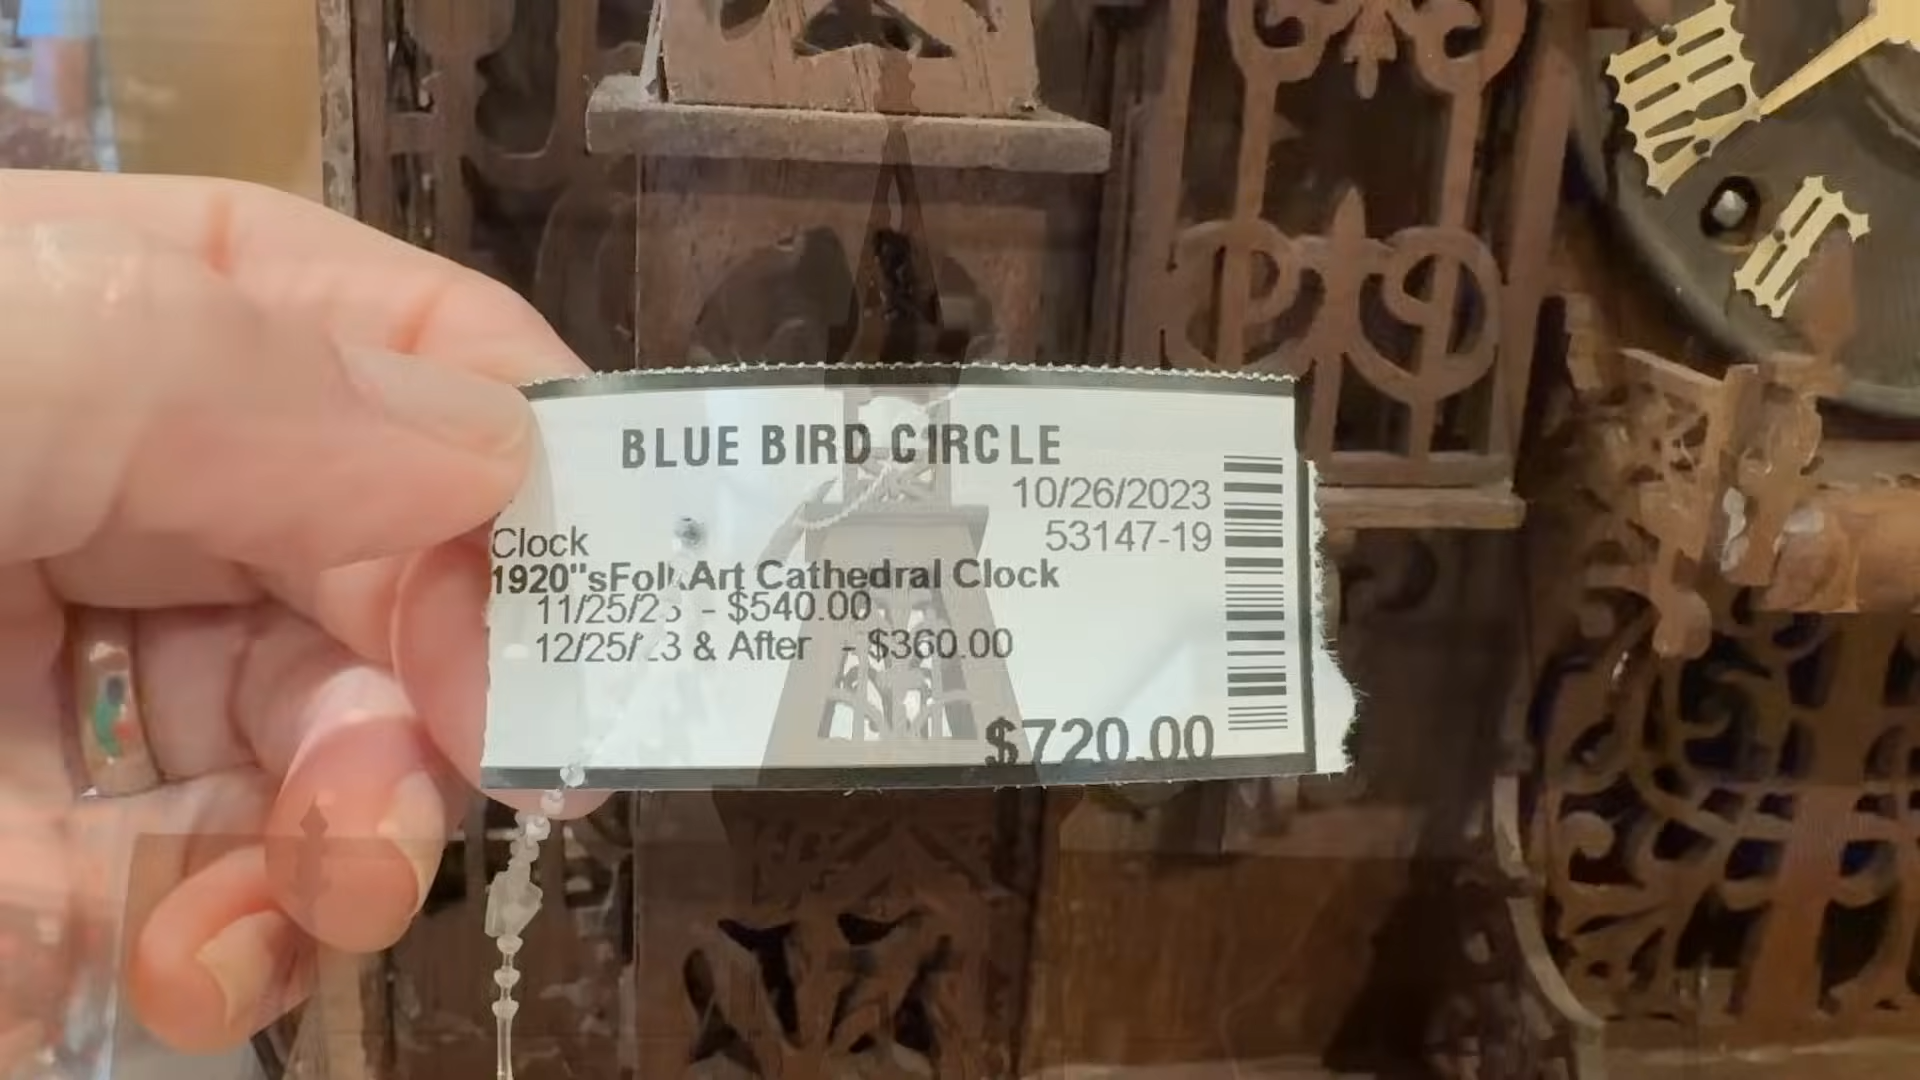 BLUE BIRD CIRCLE
10/26/2023
53147-19
Clock
1920"sFolkArt Cathedral Clock
11/25/23 - $540.00
12/25/23 & After - $360.00
$720.00